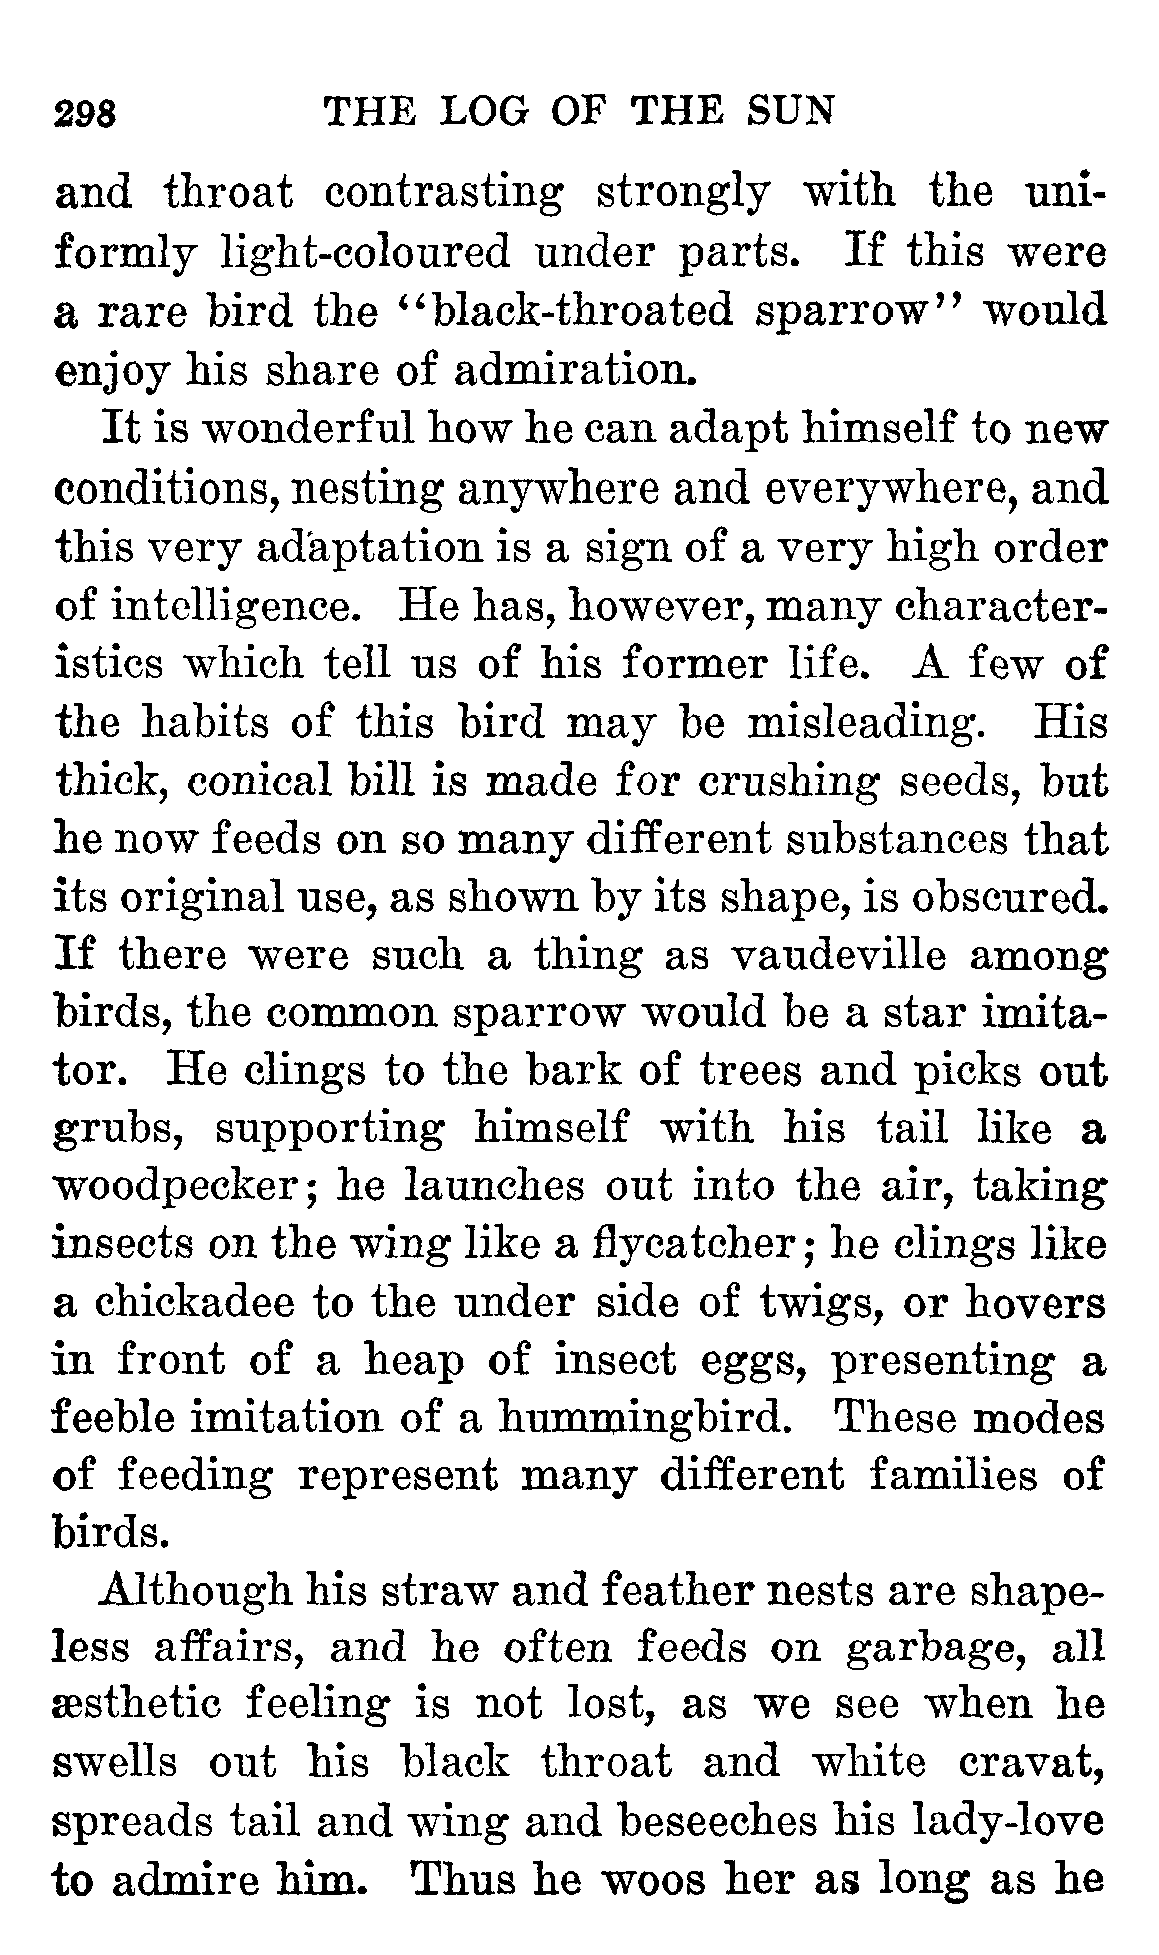 298 THE LOG OF THE SUN
and throat contrasting strongly with the uni-
formly light-coloured under parts. If this were
a rare bird the “black-throated sparrow” would
enjoy his share of admiration.
It is wonderful how he can adapt himself to new
conditions, nesting anywhere and everywhere, and
this very adaptation is a sign of a very high order
of intelligence. He has, however, many character-
istics which tell us of his former life. A few of
the habits of this bird may be misleading. His
thick, conical bill is made for crushing seeds, but
he now feeds on so many different substances that
its original use, as shown by its shape, is obscured.
If there were such a thing as vaudeville among
birds, the common sparrow would be a star imita-
tor. He clings to the bark of trees and picks out
grubs, supporting himself with his tail like a
woodpecker; he launches out into the air, taking
insects on the wing like a flycatcher; he clings like
a chickadee to the under side of twigs, or hovers
in front of a heap of insect eggs, presenting a
feeble imitation of a hummingbird. These modes
of feeding represent many different families of
birds.
Although his straw and feather nests are shape-
less affairs, and he often feeds on garbage, all
æsthetic feeling is not lost, as we see when he
swells out his black throat and white cravat,
spreads tail and wing and beseeches his lady-love
to admire him. Thus he woos her as long as he